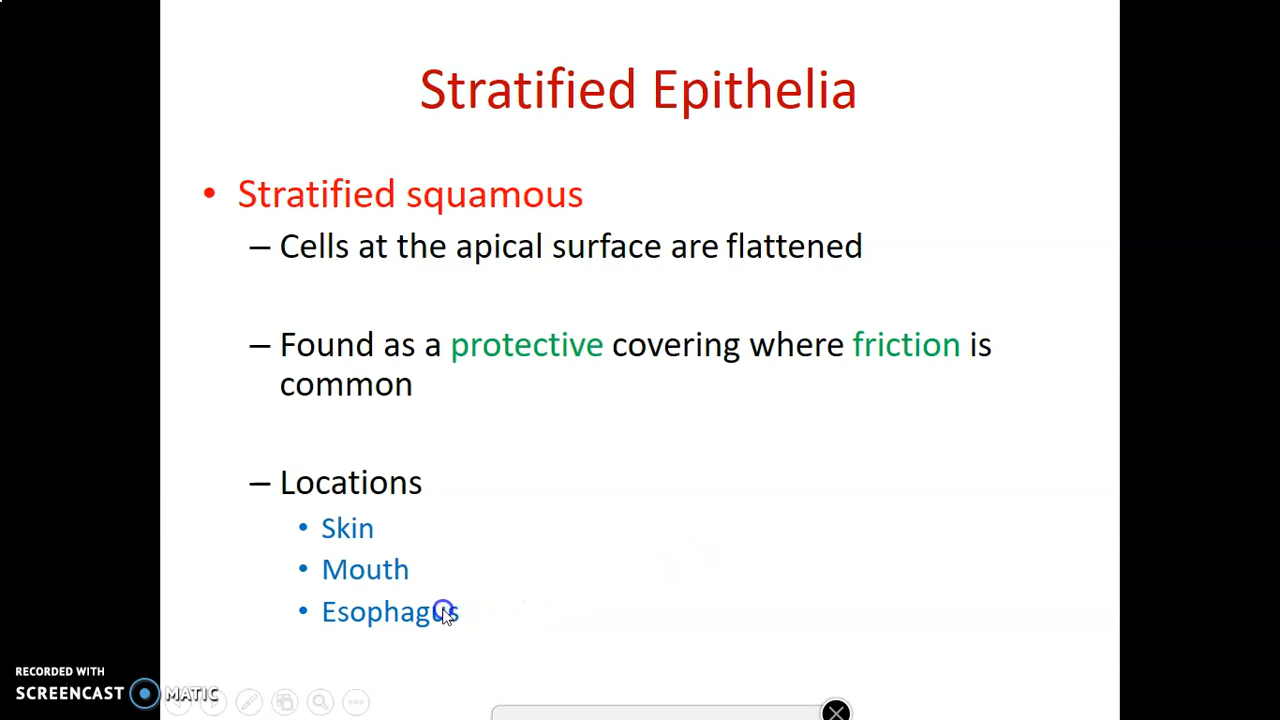 Stratified Epithelia
• Stratified squamous
– Cells at the apical surface are flattened
– Found as a protective covering where friction is
common
– Locations
• Skin
• Mouth
• Esophagus
RECORDED WITH
SCREENCAST MATIC